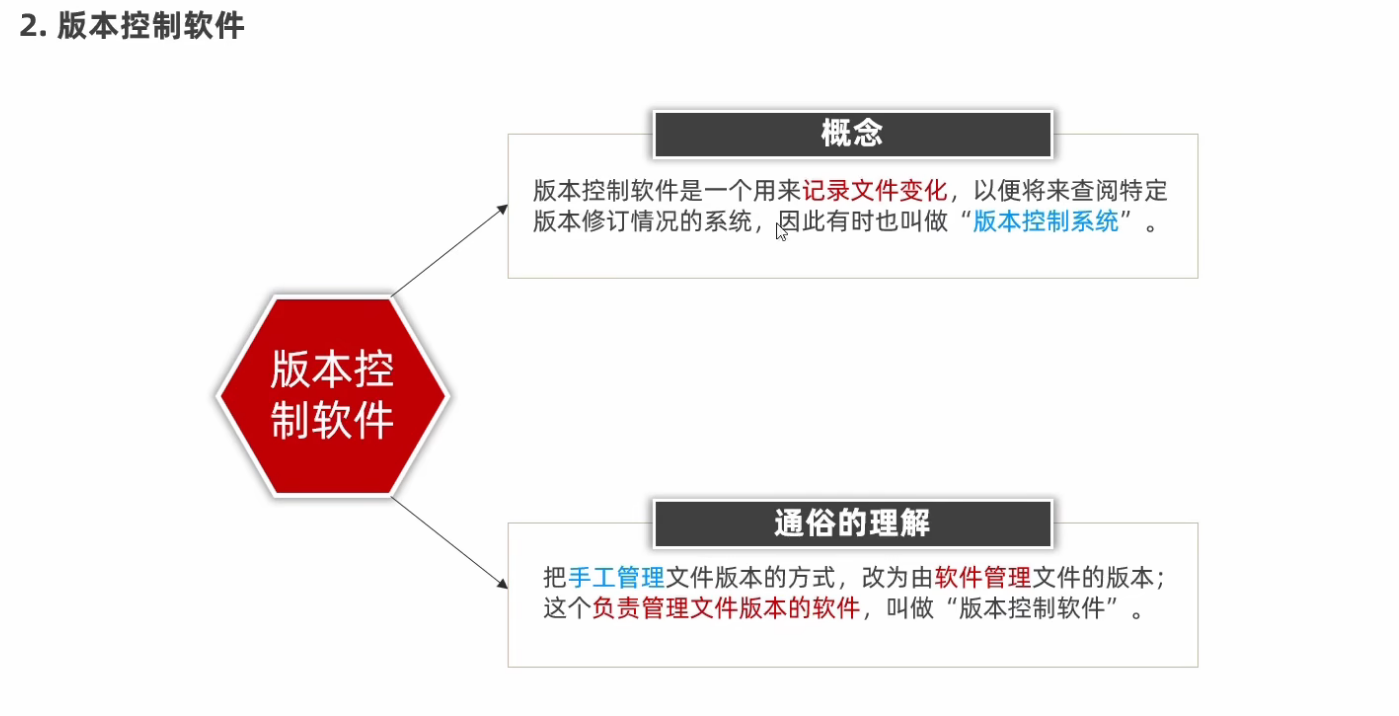 2. 版本控制软件
概念
版本控制软件是一个用来记录文件变化，以便将来查阅特定
版本修订情况的系统，因此有时也叫做“版本控制系统”。
版本控
制软件
通俗的理解
把手工管理文件版本的方式，改为由软件管理文件的版本；
这个负责管理文件版本的软件，叫做“版本控制软件”。